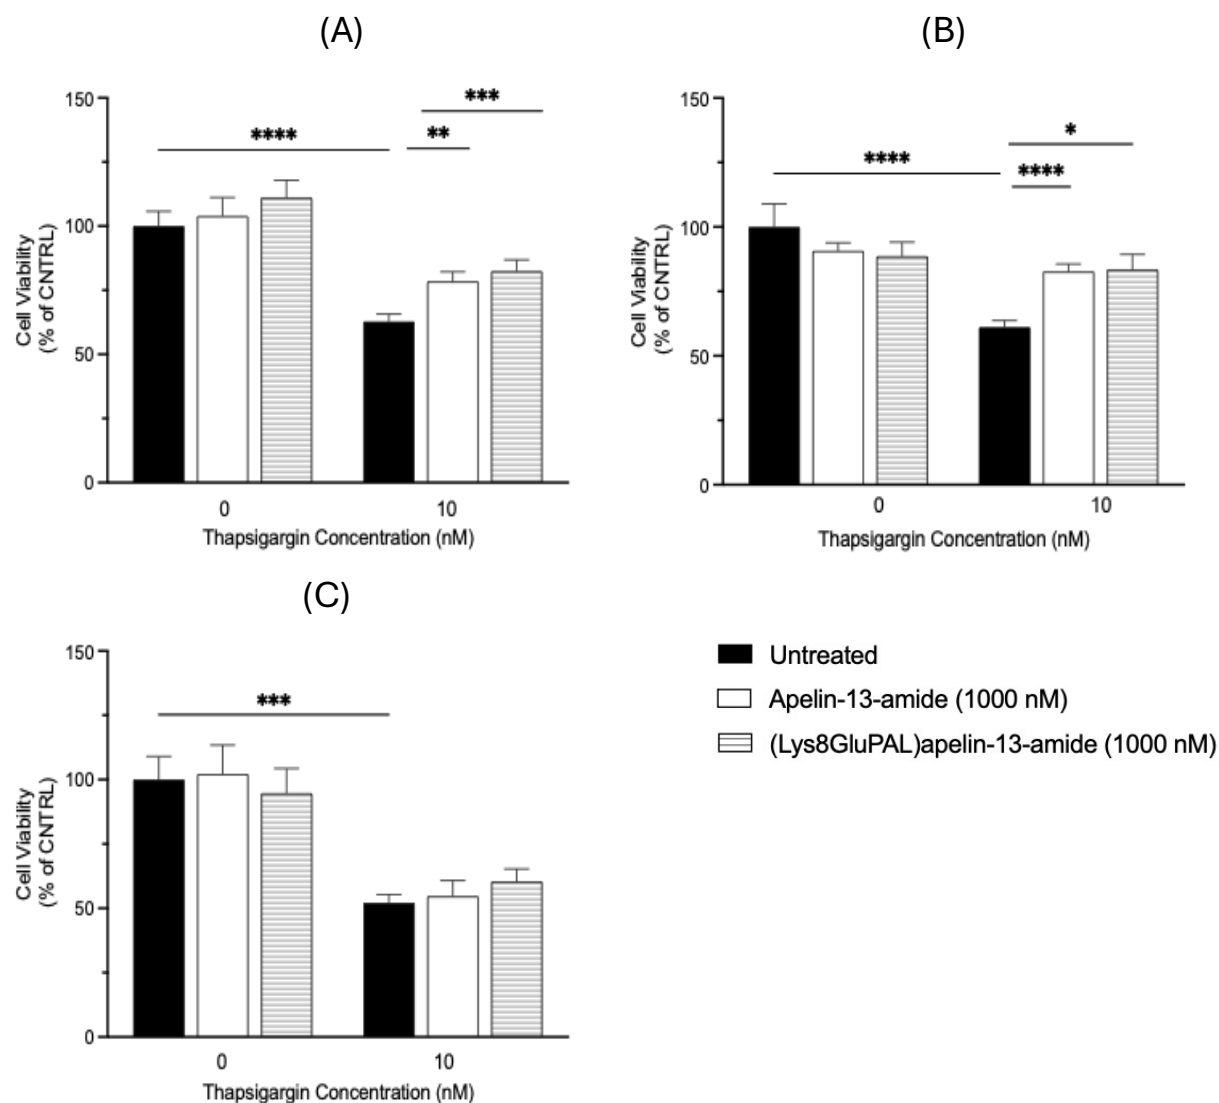 (A)
150
100
50
0
Cell Viability
(% of CNTRL)
****
**
***
0
10
Thapsigargin Concentration (nM)
(B)
150
100
50
0
Cell Viability
(% of CNTRL)
****
****
*
0
10
Thapsigargin Concentration (nM)
(C)
150
100
50
0
Cell Viability
(% of CNTRL)
***
0
10
Thapsigargin Concentration (nM)
Untreated
Apelin-13-amide (1000 nM)
(Lys8GluPAL)apelin-13-amide (1000 nM)